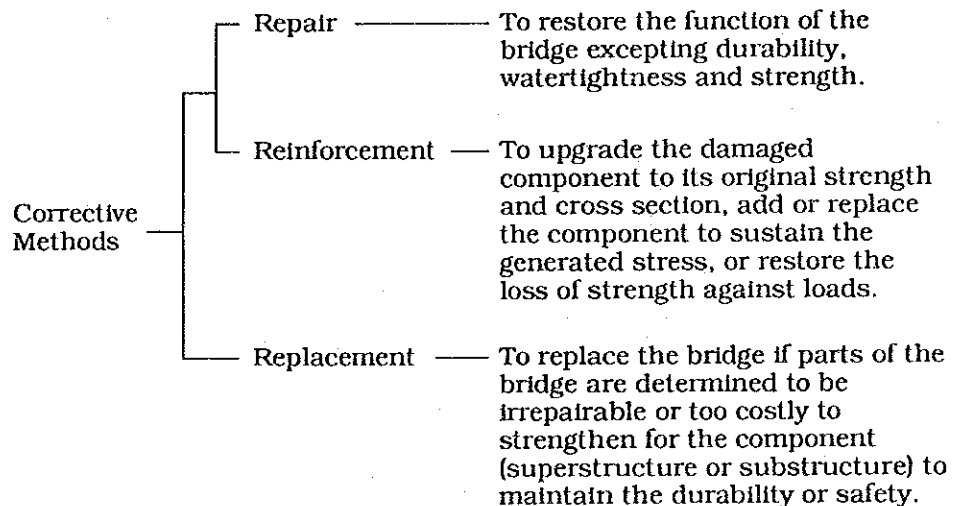 Repair
To restore the function of the
bridge excepting durability,
watertightness and strength.
Reinforcement
To upgrade the damaged
component to its original strength
and cross section, add or replace
the component to sustain the
generated stress, or restore the
loss of strength against loads.
Corrective
Methods
Replacement
To replace the bridge if parts of the
bridge are determined to be
irrepairable or too costly to
strengthen for the component
(superstructure or substructure) to
maintain the durability or safety.